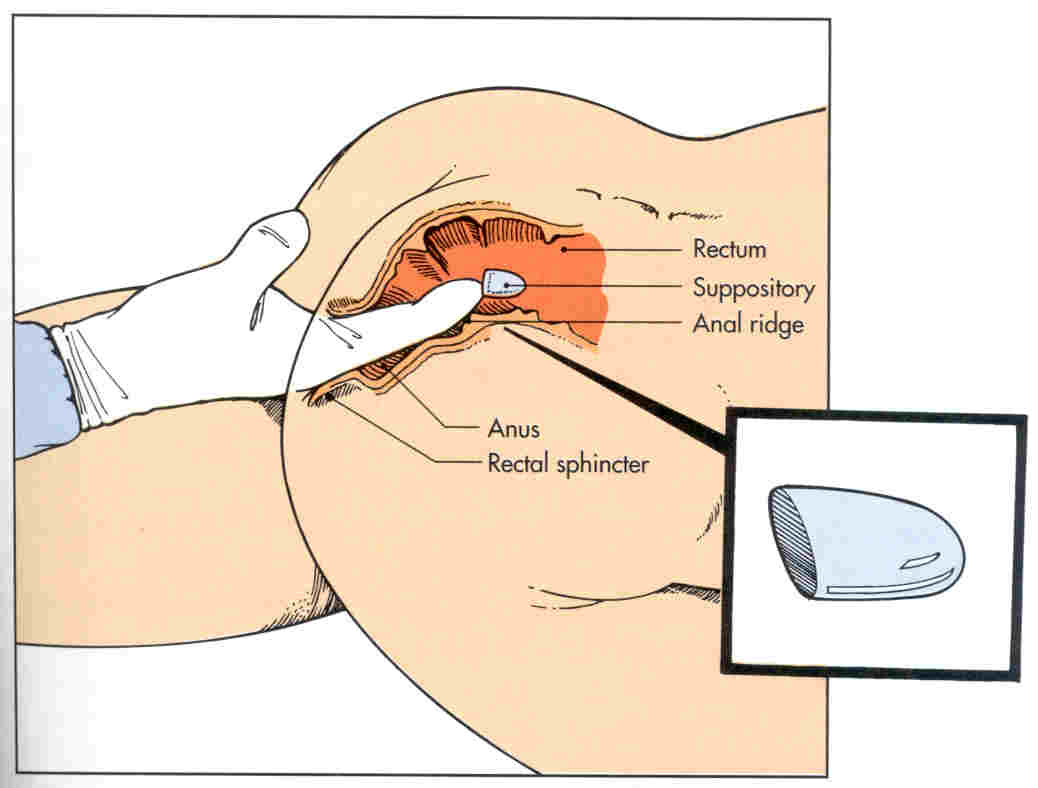 Rectum
Suppository
Anal ridge
Anus
Rectal sphincter